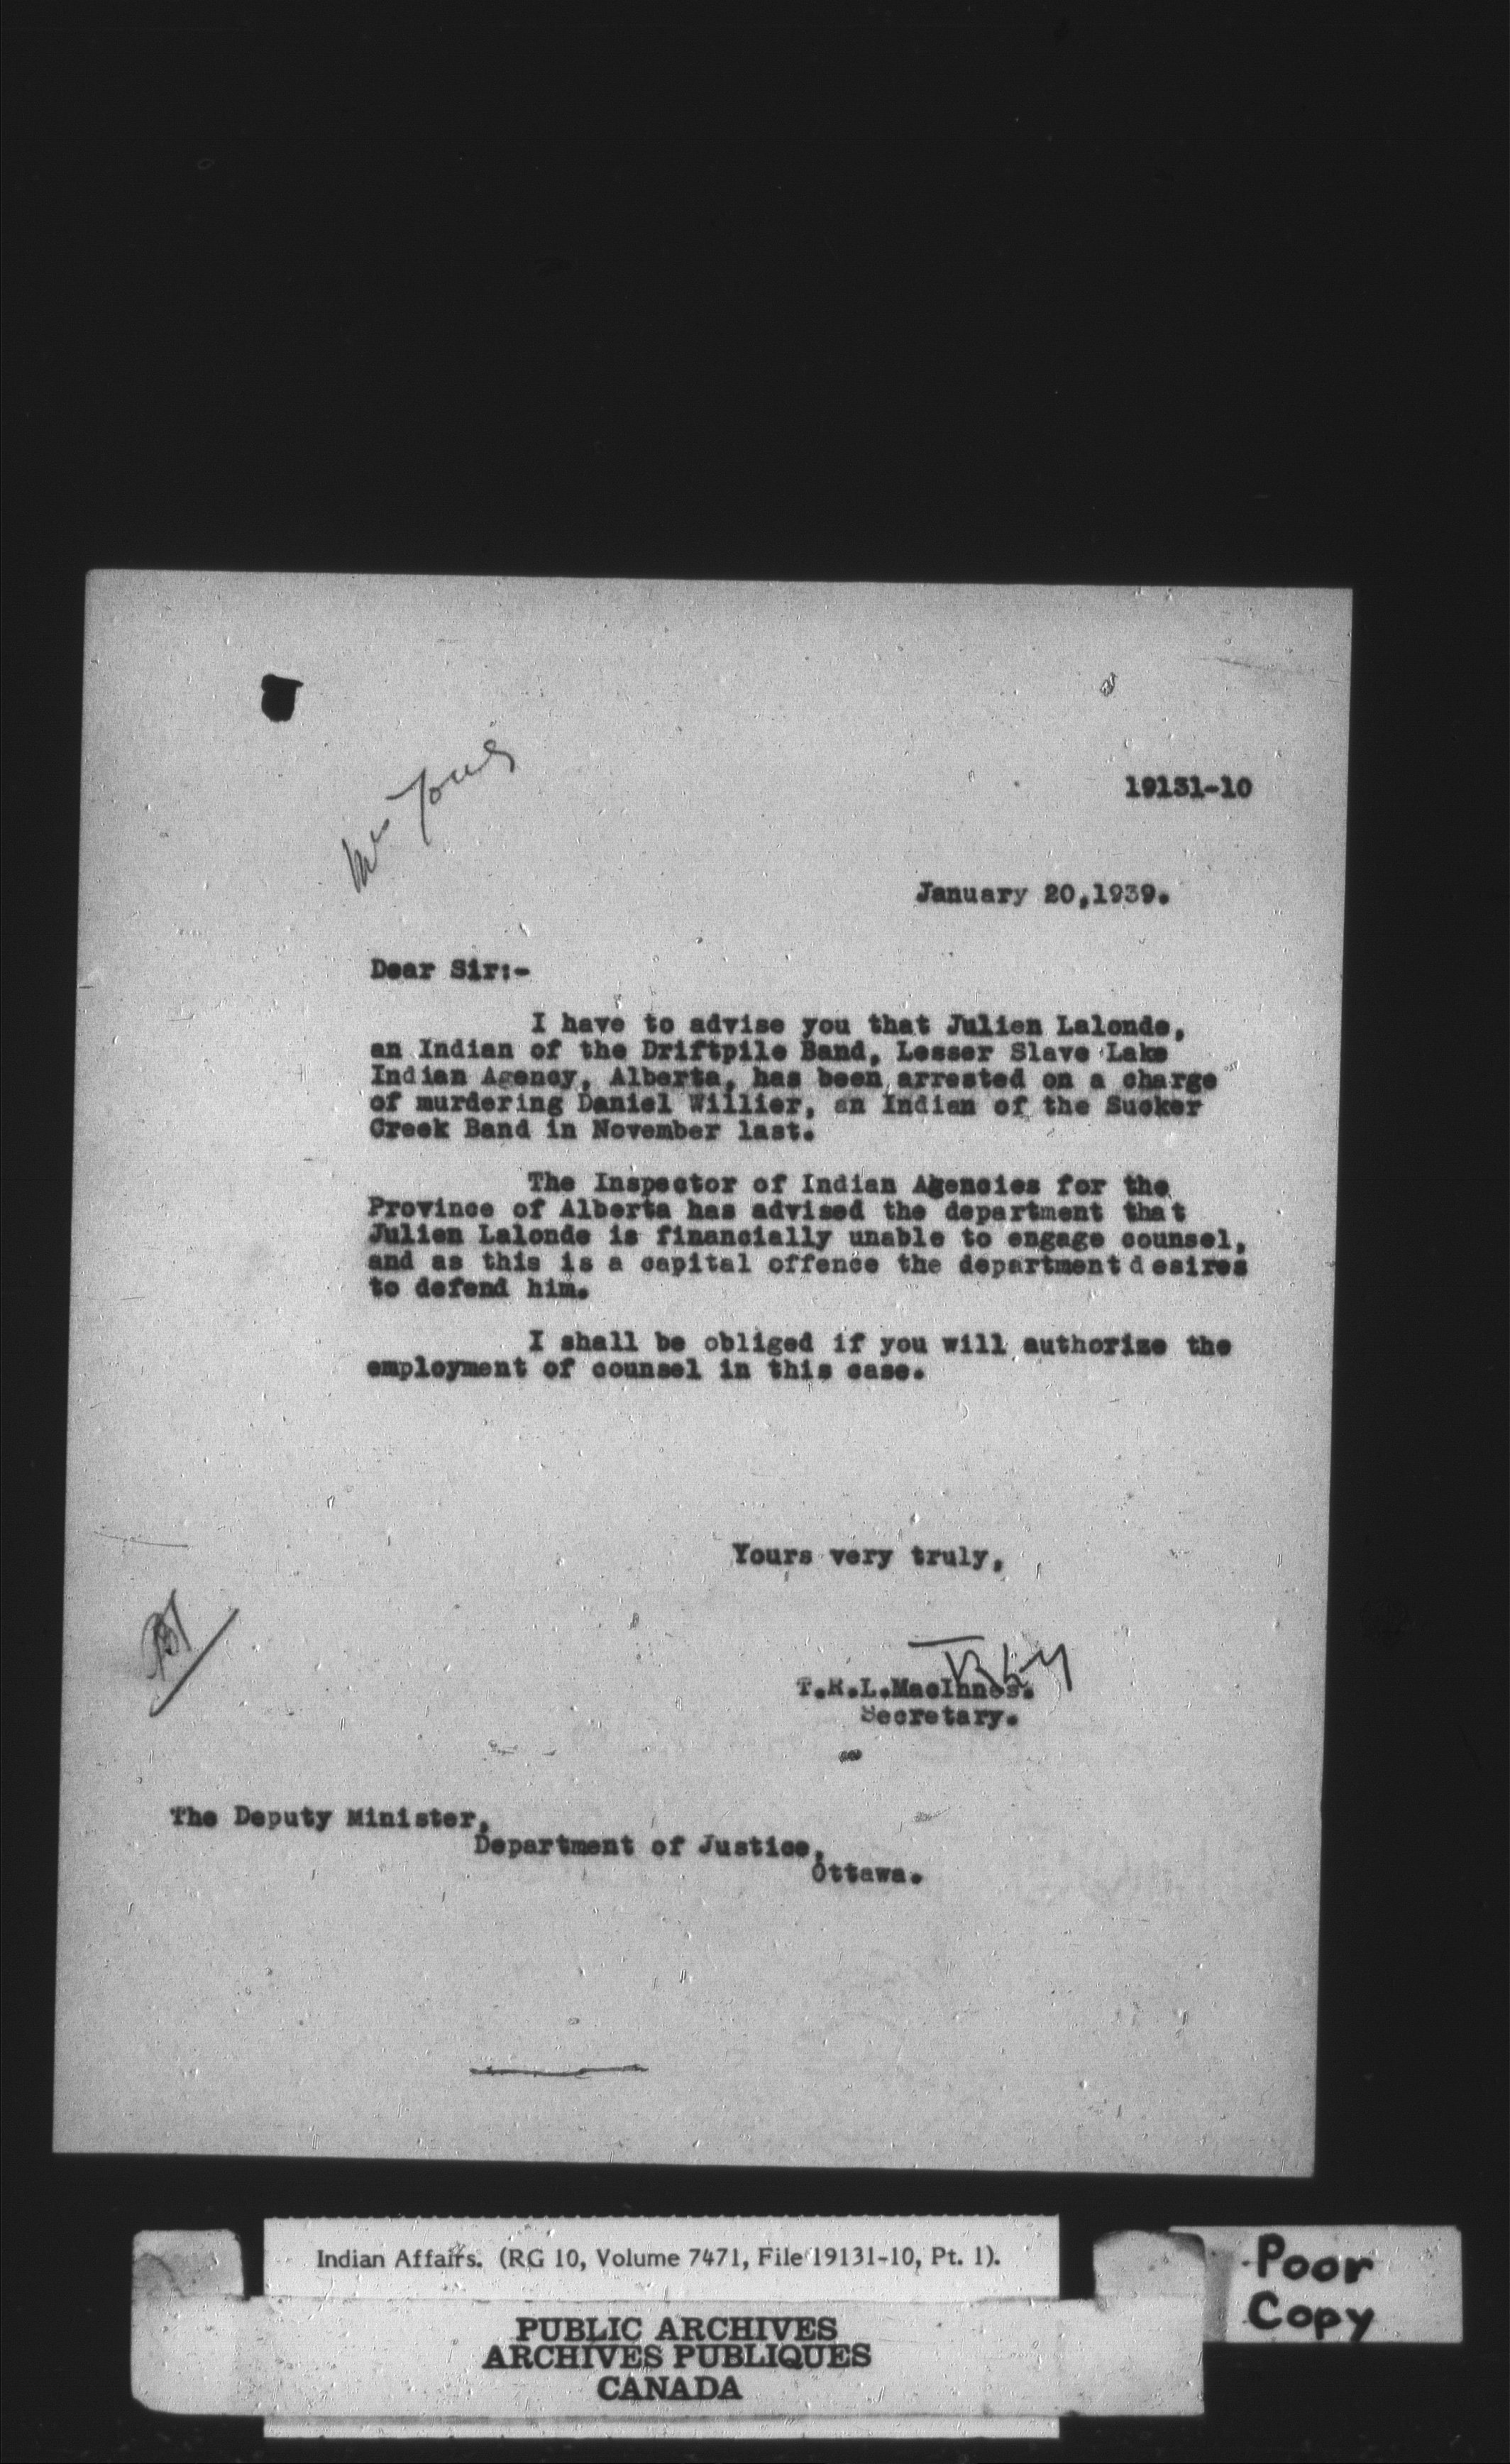 Mr Jones
19131-10
January 20,1939.
Dear Sir:-
I have to advise you that Julien Lalonde,
an Indian of the Driftpile Band, Lesser Slave Lake
Indian Agency, Alberta, has been arrested on a charge
of murdering Daniel Willier, an Indian of the Sucker
Creek Band in November last.
The Inspector of Indian Agencies for the
Province of Alberta has advised the department that
Julien Lalonde is financially unable to engage counsel,
and as this is a capital offence the department desires
to defend him.
I shall be obliged if you will authorize the
employment of counsel in this case.
Yours very truly,
T.R.L.MacInnes.
Secretary.
The Deputy Minister,
Department of Justice,
Ottawa.
Indian Affairs. (RG 10, Volume 7471, File 19131-10, Pt. 1).
PUBLIC ARCHIVES
ARCHIVES PUBLIQUES
CANADA
Poor
Copy